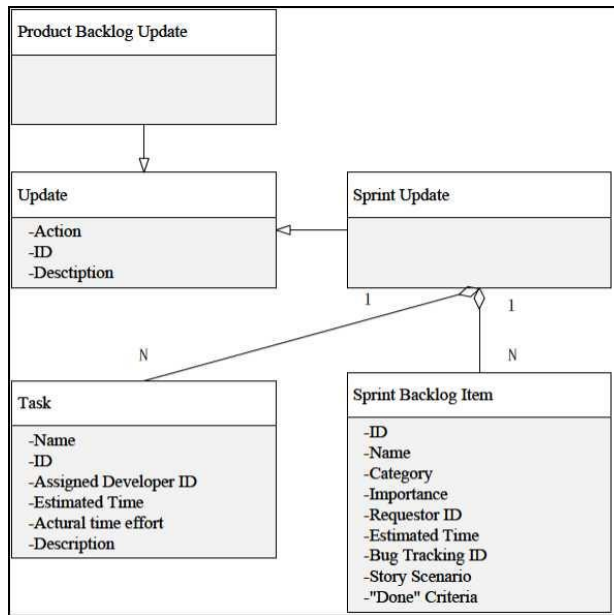 Product Backlog Update
Update
-Action
-ID
-Desctiption
Sprint Update
1
1
N
N
Task
-Name
-ID
-Assigned Developer ID
-Estimated Time
-Actural time effort
-Description
Sprint Backlog Item
-ID
-Name
-Category
-Importance
-Requestor ID
-Estimated Time
-Bug Tracking ID
-Story Scenario
-"Done" Criteria